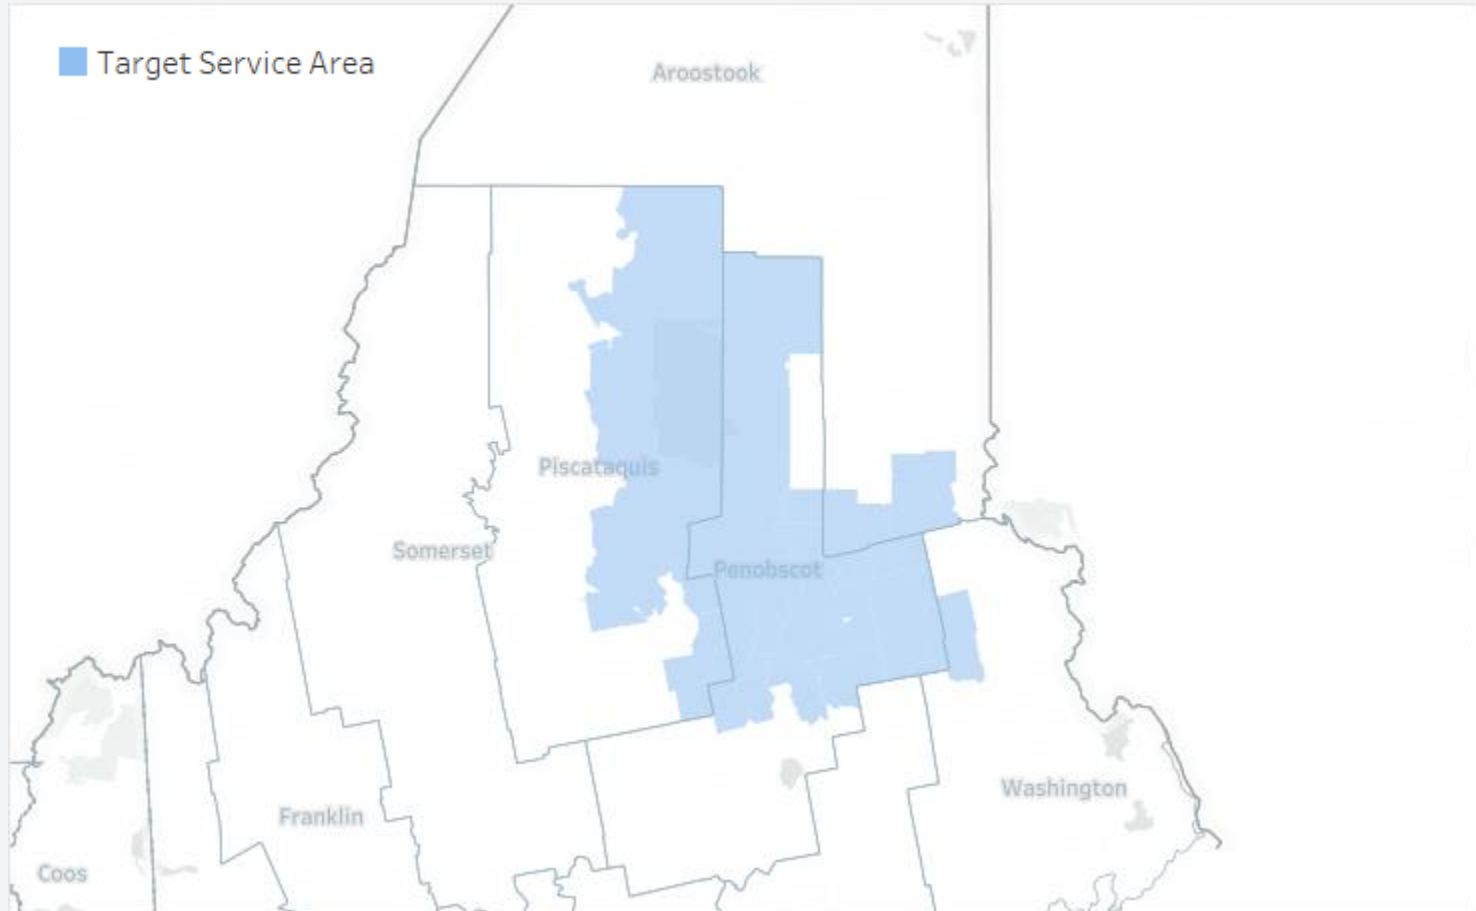 Target Service Area
Aroostook
Piscataquis
Somerset
Penobscot
Washington
Franklin
Coos